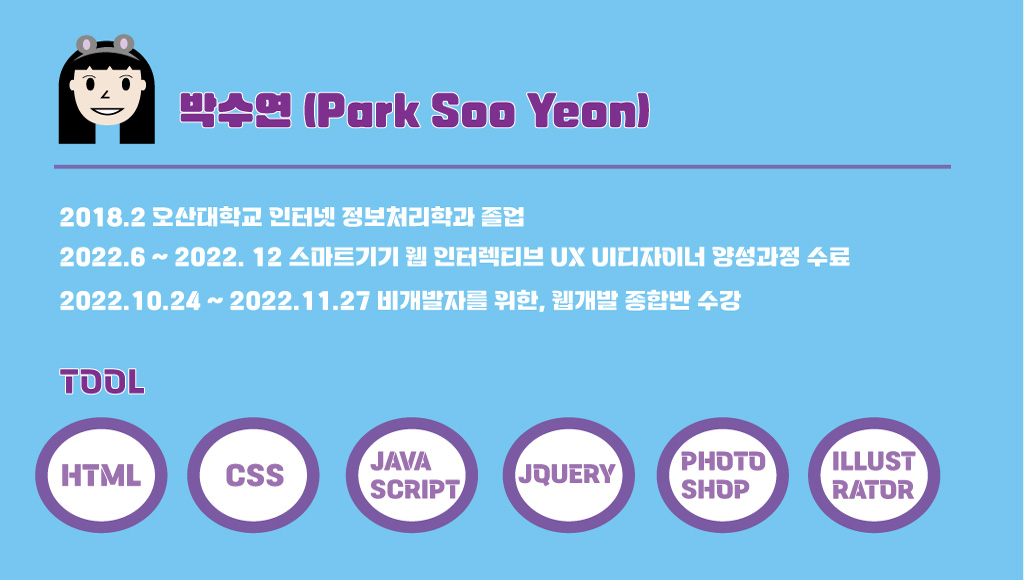 박수연 (Park Soo Yeon)
2018.2 오산대학교 인터넷 정보처리학과 졸업
2022.6 ~ 2022. 12 스마트기기 웹 인터렉티브 UX UI디자이너 양성과정 수료
2022.10.24 ~ 2022.11.27 비개발자를 위한, 웹개발 종합반 수강
TOOL
HTML
CSS
JAVA
SCRIPT
JQUERY
PHOTO
SHOP
ILLUST
RATOR